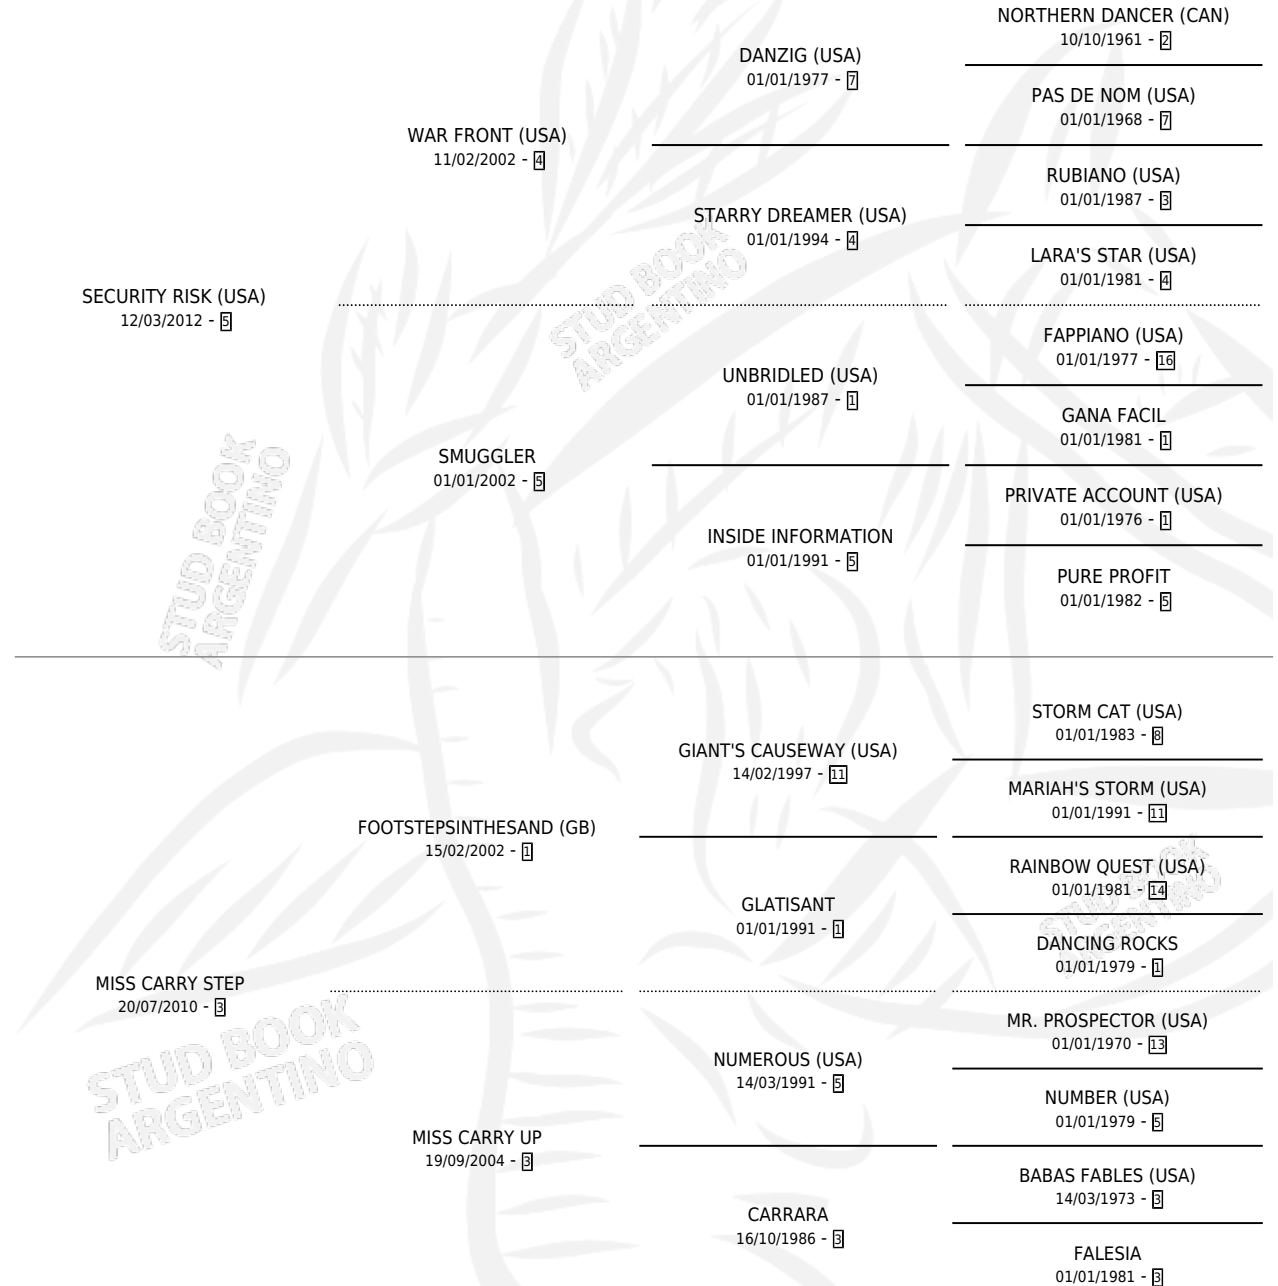 NORTHERN DANCER (CAN)
10/10/1961 - 2
DANZIG (USA)
01/01/1977 - 7
PAS DE NOM (USA)
01/01/1968 - 7
WAR FRONT (USA)
11/02/2002 - 4
RUBIANO (USA)
01/01/1987 - 3
STARRY DREAMER (USA)
01/01/1994 - 4
LARA'S STAR (USA)
01/01/1981 - 4
SECURITY RISK (USA)
12/03/2012 - 5
FAPPIANO (USA)
01/01/1977 - 16
UNBRIDLED (USA)
01/01/1987 - 1
GANA FACIL
01/01/1981 - 1
SMUGGLER
01/01/2002 - 5
PRIVATE ACCOUNT (USA)
01/01/1976 - 1
INSIDE INFORMATION
01/01/1991 - 5
PURE PROFIT
01/01/1982 - 5
STUD BOOK
ARGENTINO
STUD BOOK
ARGENTINO
STORM CAT (USA)
01/01/1983 - 8
GIANT'S CAUSEWAY (USA)
14/02/1997 - 11
MARIAH'S STORM (USA)
01/01/1991 - 11
FOOTSTEPSINTHESAND (GB)
15/02/2002 - 1
RAINBOW QUEST (USA)
01/01/1981 - 14
GLATISANT
01/01/1991 - 1
DANCING ROCKS
01/01/1979 - 1
MISS CARRY STEP
20/07/2010 - 3
MR. PROSPECTOR (USA)
01/01/1970 - 13
NUMEROUS (USA)
14/03/1991 - 5
NUMBER (USA)
01/01/1979 - 5
MISS CARRY UP
19/09/2004 - 3
BABAS FABLES (USA)
14/03/1973 - 3
CARRARA
16/10/1986 - 3
FALESIA
01/01/1981 - 3
STUD BOOK
ARGENTINO
STUD BOOK
ARGENTINO